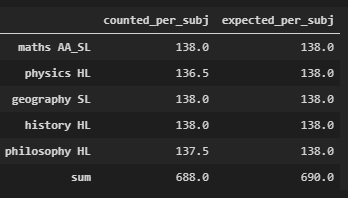 counted_per_subj expected_per_subj
maths AA_SL 138.0 138.0
physics HL 136.5 138.0
geography SL 138.0 138.0
history HL 138.0 138.0
philosophy HL 137.5 138.0
sum 688.0 690.0